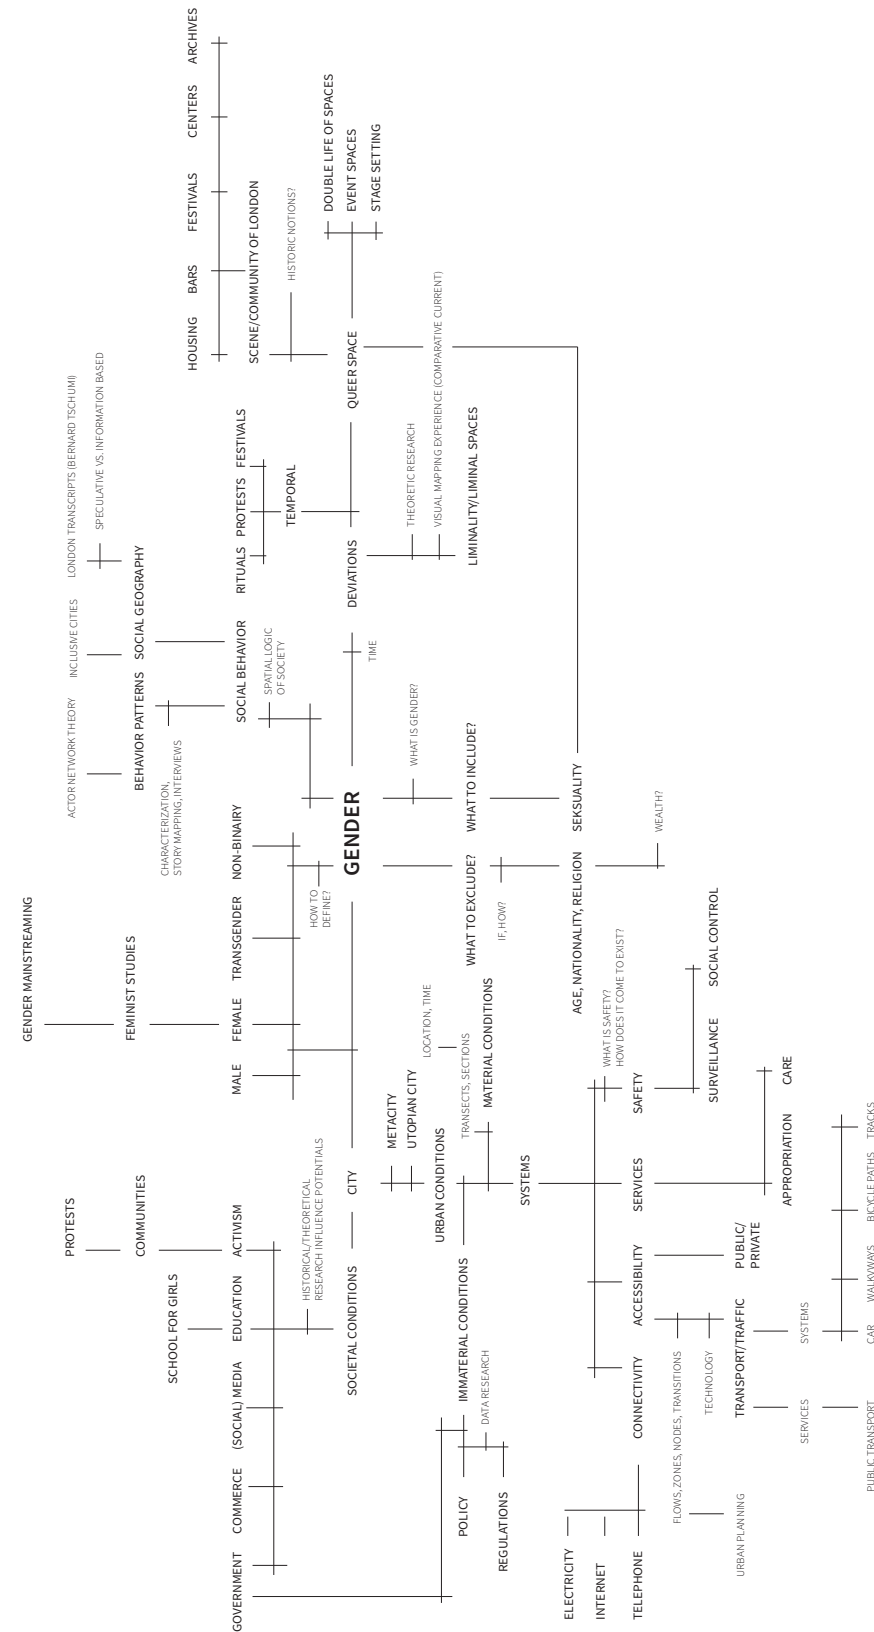 GENDER MAINSTREAMING
PROTESTS
ACTOR NETWORK THEORY
INCLUSIVE CITIES
LONDON TRANSCRIPTS (BERNARD TSCHUMI)
SPECULATIVE VS. INFORMATION BASED
COMMUNITIES
FEMINIST STUDIES
BEHAVIOR PATTERNS
SOCIAL GEOGRAPHY
SCHOOL FOR GIRLS
CHARACTERIZATION,
STORY MAPPING, INTERVIEWS
HOUSING
BARS
FESTIVALS
CENTERS
ARCHIVES
GOVERNMENT
COMMERCE
(SOCIAL) MEDIA
EDUCATION
ACTIVISM
MALE
FEMALE
TRANSGENDER
NON-BINAIRY
SOCIAL BEHAVIOR
RITUALS
PROTESTS
FESTIVALS
SCENE/COMMUNITY OF LONDON
SPATIAL LOGIC
OF SOCIETY
TEMPORAL
HISTORIC NOTIONS?
HISTORICAL/THEORETICAL
RESEARCH INFLUENCE POTENTIALS
HOW TO
DEFINE?
DOUBLE LIFE OF SPACES
SOCIETAL CONDITIONS
CITY
GENDER
DEVIATIONS
QUEER SPACE
EVENT SPACES
TIME
STAGE SETTING
METACITY
UTOPIAN CITY
WHAT IS GENDER?
THEORETIC RESEARCH
LOCATION, TIME
URBAN CONDITIONS
VISUAL MAPPING EXPERIENCE (COMPARATIVE CURRENT)
POLICY
IMMATERIAL CONDITIONS
TRANSECTS, SECTIONS
WHAT TO EXCLUDE?
WHAT TO INCLUDE?
LIMINALITY/LIMINAL SPACES
DATA RESEARCH
MATERIAL CONDITIONS
REGULATIONS
IF, HOW?
SYSTEMS
ELECTRICITY
AGE, NATIONALITY, RELIGION
SEKSUALITY
INTERNET
WHAT IS SAFETY?
HOW DOES IT COME TO EXIST?
TELEPHONE
CONNECTIVITY
ACCESSIBILITY
SERVICES
SAFETY
WEALTH?
FLOWS, ZONES, NODES, TRANSITIONS
TECHNOLOGY
SURVEILLANCE
SOCIAL CONTROL
URBAN PLANNING
TRANSPORT/TRAFFIC
PUBLIC/
PRIVATE
APPROPRIATION
CARE
SERVICES
SYSTEMS
PUBLIC TRANSPORT
CAR
WALKVWAYS
BICYCLE PATHS
TRACKS